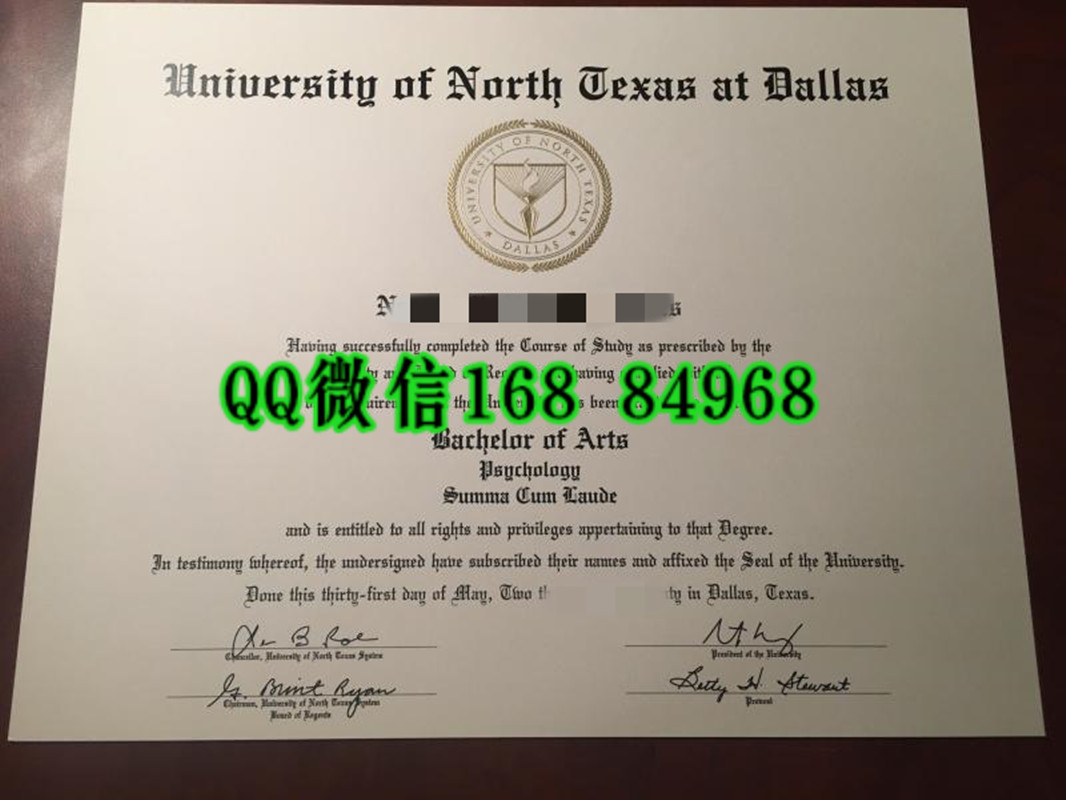 University of North Texas at Dallas
UNIVERSITY OF NORTH TEXAS
DALLAS
Having successfully completed the Course of Study as prescribed by the
QQ微信168 84968
Bachelor of Arts
Psychology
Summa Cum Laude
and is entitled to all rights and privileges appertaining to that Degree.
In testimony whereof, the undersigned have subscribed their names and affixed the Seal of the University.
Done this thirty-first day of May, Two in Dallas, Texas.
Chancellor, University of North Texas System
President of the University
G. Brint Ryan
Betty H. Stewart
Chairman, University of North Texas System
Provost
Board of Regents